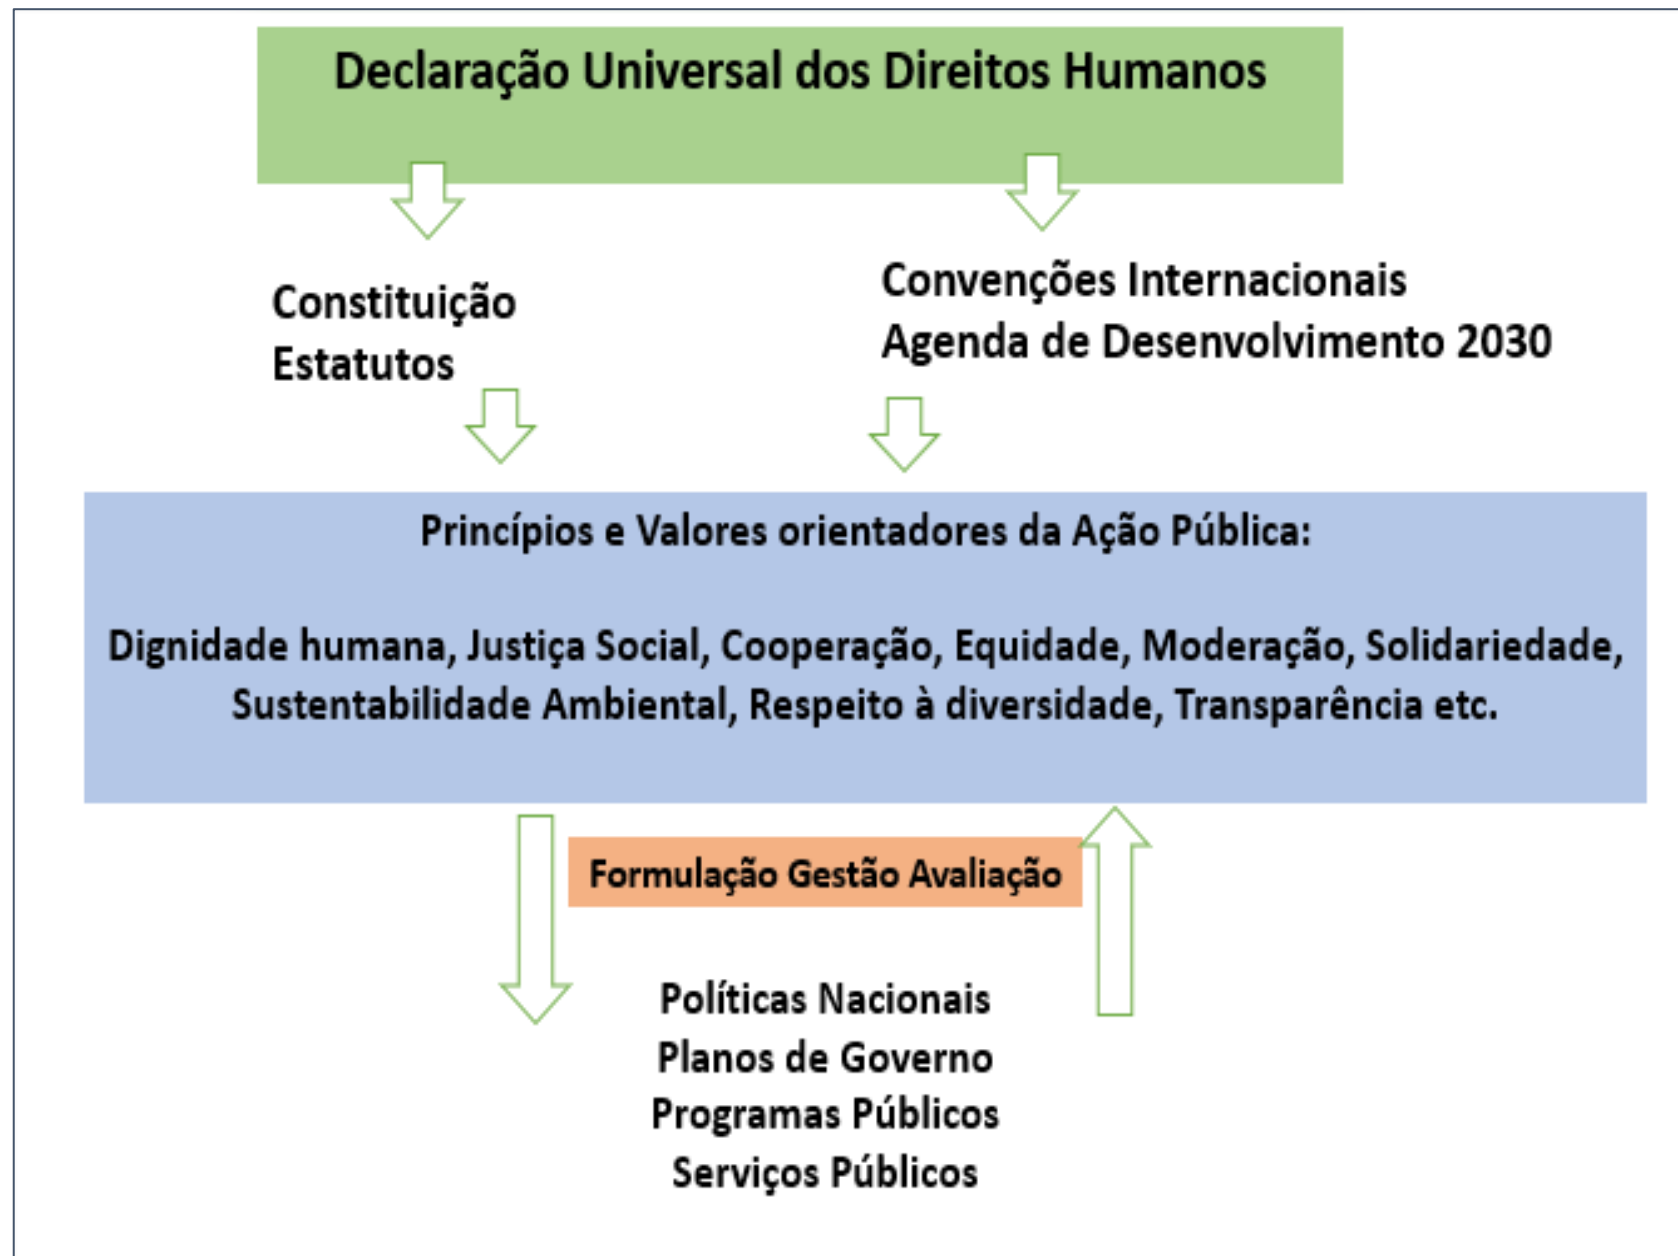 Declaração Universal dos Direitos Humanos
Constituição
Estatutos
Convenções Internacionais
Agenda de Desenvolvimento 2030
Princípios e Valores orientadores da Ação Pública:
Dignidade humana, Justiça Social, Cooperação, Equidade, Moderação, Solidariedade,
Sustentabilidade Ambiental, Respeito à diversidade, Transparência etc.
Formulação Gestão Avaliação
Políticas Nacionais
Planos de Governo
Programas Públicos
Serviços Públicos